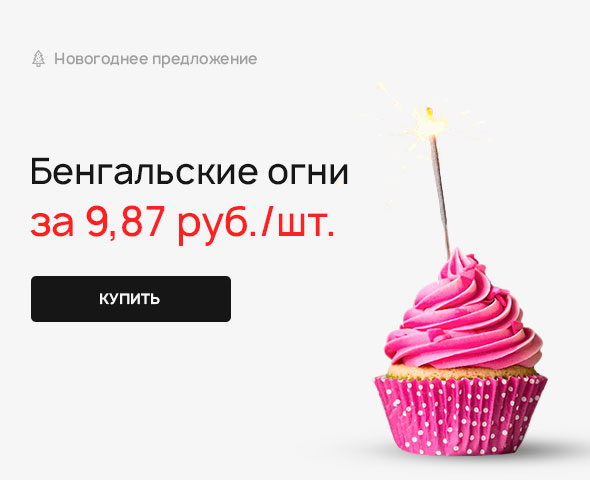 Новогоднее предложение
Бенгальские огни
за 9,87 руб./шт.
КУПИТЬ